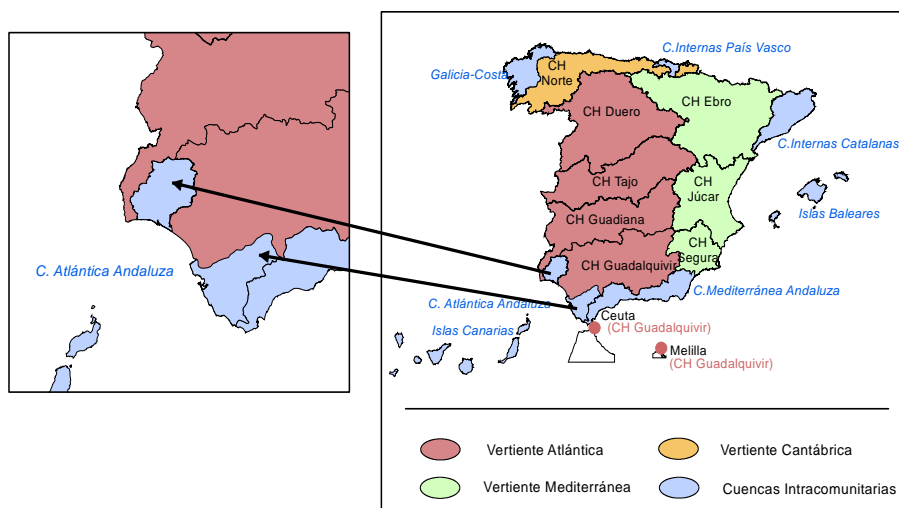 C. Atlántica Andaluza
C.Internas País Vasco
Galicia-Costa
CH
Norte
CH Duero
CH Ebro
C.Internas Catalanas
CH Tajo
CH
Júcar
Islas Baleares
CH Guadiana
CH
Segura
CH Guadalquivir
C.Mediterránea Andaluza
C. Atlántica Andaluza
Ceuta
(CH Guadalquivir)
Islas Canarias
Melilla
(CH Guadalquivir)
Vertiente Atlántica
Vertiente Cantábrica
Vertiente Mediterránea
Cuencas Intracomunitarias